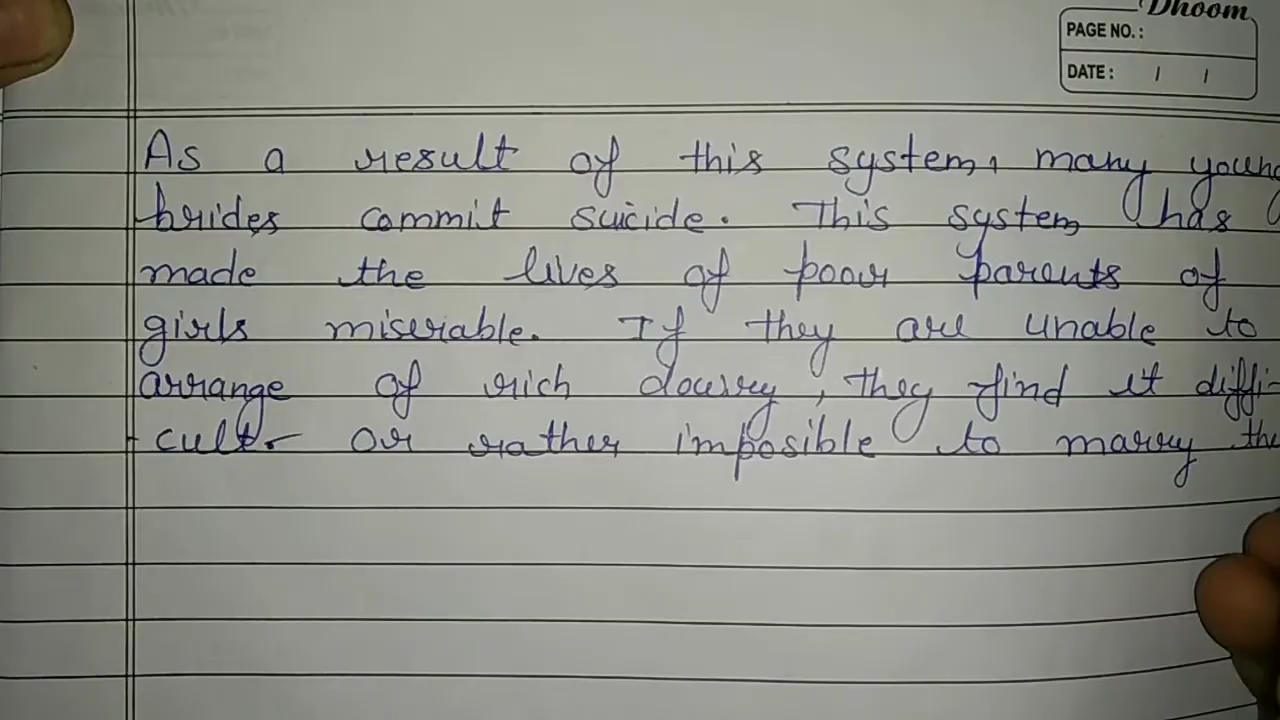 Dhoom
PAGE NO. :
DATE : / /
As a result of this system, many young
brides commit suicide. This system has
made the lives of poor parents of
girls miserable. If they are unable to
arrange of rich dowry, they find it diffi-
-cult or rather imposible to marry the